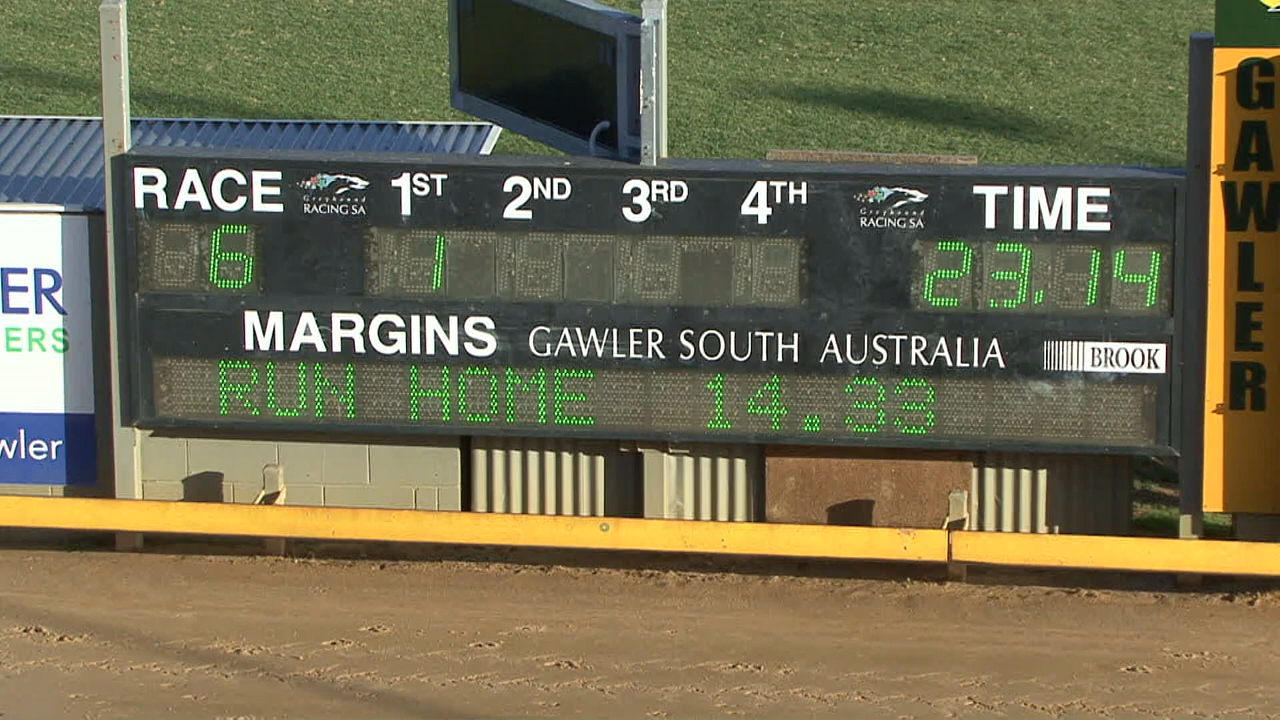 RACE Greyhound RACING SA 1ST 2ND 3RD 4TH Greyhound RACING SA TIME
6 1 23.14
MARGINS GAWLER SOUTH AUSTRALIA BROOK
RUN HOME 14.33
ER
ERS
wler
GAWLER